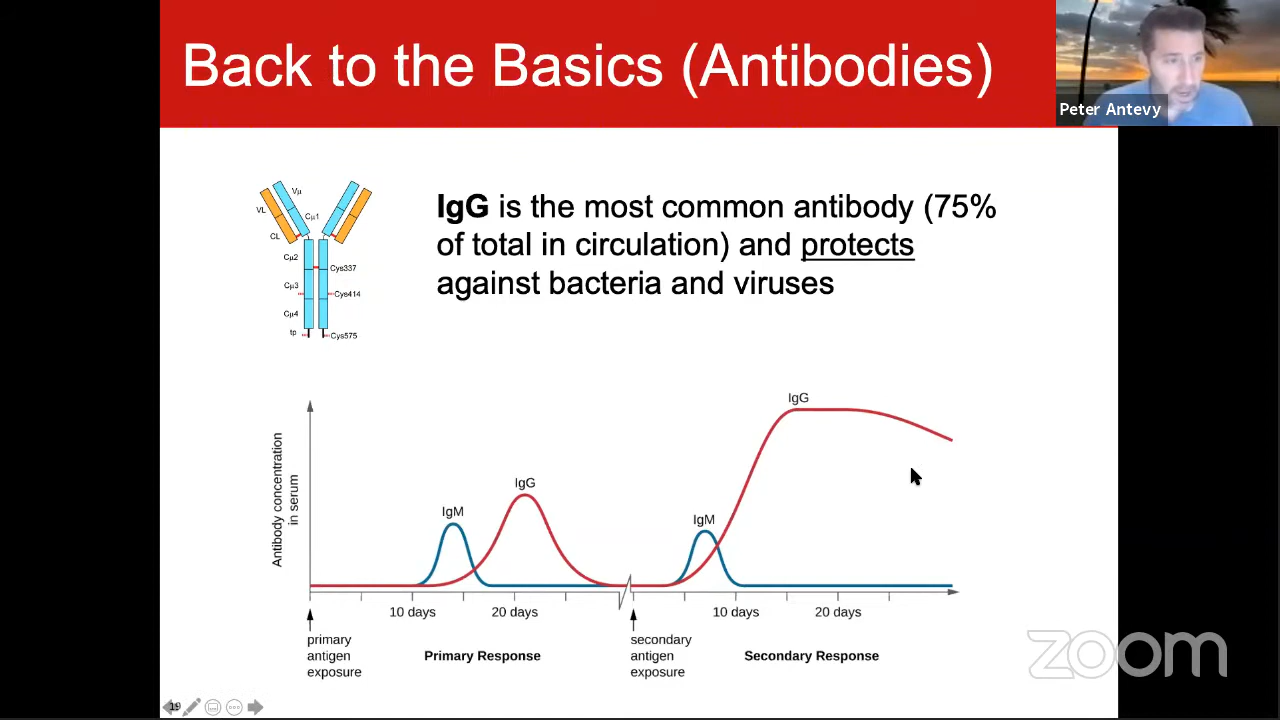 Back to the Basics (Antibodies)
Peter Antevy
Vμ
VL
Cμ1
CL
Cμ2
Cys337
Cμ3
Cys414
Cμ4
tp
Cys575
IgG is the most common antibody (75%
of total in circulation) and protects
against bacteria and viruses
Antibody concentration
in serum
IgM
IgG
IgM
IgG
10 days
20 days
10 days
20 days
primary
antigen
exposure
Primary Response
secondary
antigen
exposure
Secondary Response
zoom
19